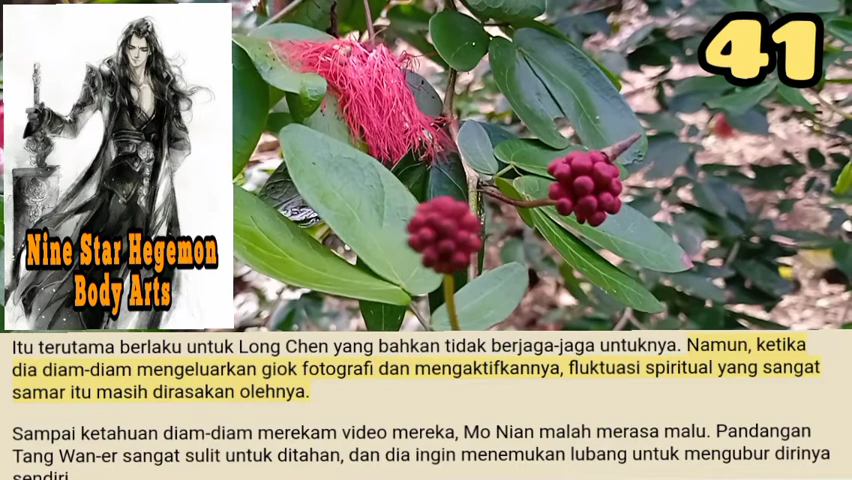 41
Nine Star Hegemon
Body Arts
Itu terutama berlaku untuk Long Chen yang bahkan tidak berjaga-jaga untuknya. Namun, ketika
dia diam-diam mengeluarkan giok fotografi dan mengaktifkannya, fluktuasi spiritual yang sangat
samar itu masih dirasakan olehnya.
Sampai ketahuan diam-diam merekam video mereka, Mo Nian malah merasa malu. Pandangan
Tang Wan-er sangat sulit untuk ditahan, dan dia ingin menemukan lubang untuk mengubur dirinya
sendiri.